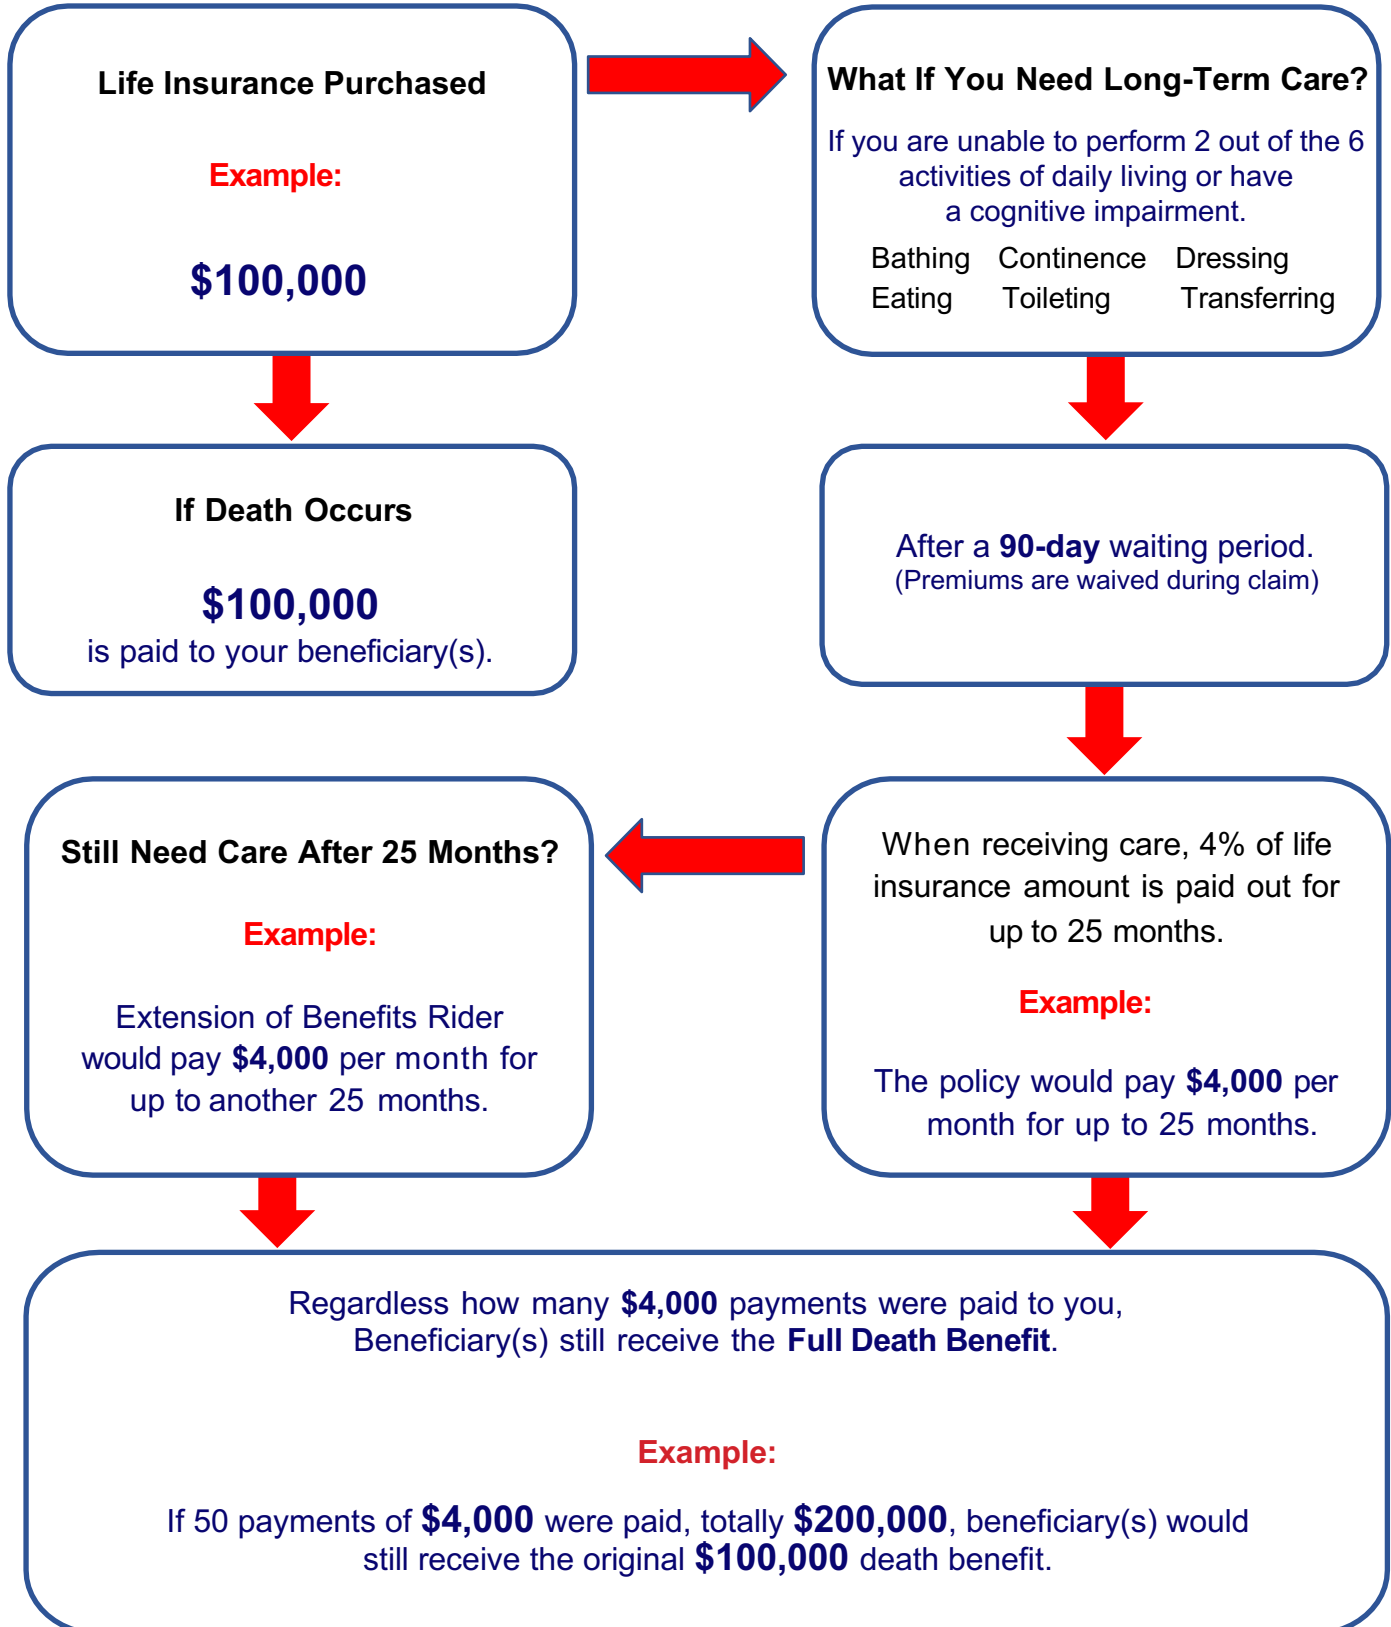 Life Insurance Purchased
Example:
$100,000
What If You Need Long-Term Care?
If you are unable to perform 2 out of the 6
activities of daily living or have
a cognitive impairment.
Bathing Continence Dressing
Eating Toileting Transferring
If Death Occurs
$100,000
is paid to your beneficiary(s).
After a 90-day waiting period.
(Premiums are waived during claim)
When receiving care, 4% of life
insurance amount is paid out for
up to 25 months.
Example:
The policy would pay $4,000 per
month for up to 25 months.
Still Need Care After 25 Months?
Example:
Extension of Benefits Rider
would pay $4,000 per month for
up to another 25 months.
Regardless how many $4,000 payments were paid to you,
Beneficiary(s) still receive the Full Death Benefit.
Example:
If 50 payments of $4,000 were paid, totally $200,000, beneficiary(s) would
still receive the original $100,000 death benefit.